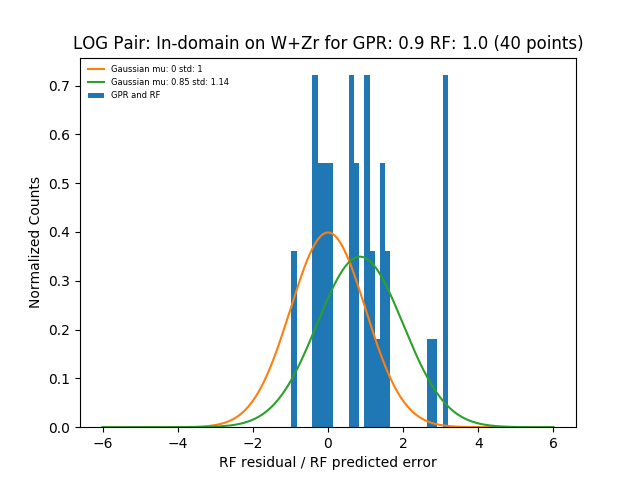 LOG Pair: In-domain on W+Zr for GPR: 0.9 RF: 1.0 (40 points)
Gaussian mu: 0 std: 1
Gaussian mu: 0.85 std: 1.14
GPR and RF
Normalized Counts
0.7
0.6
0.5
0.4
0.3
0.2
0.1
0.0
−6 −4 −2 0 2 4 6
RF residual / RF predicted error